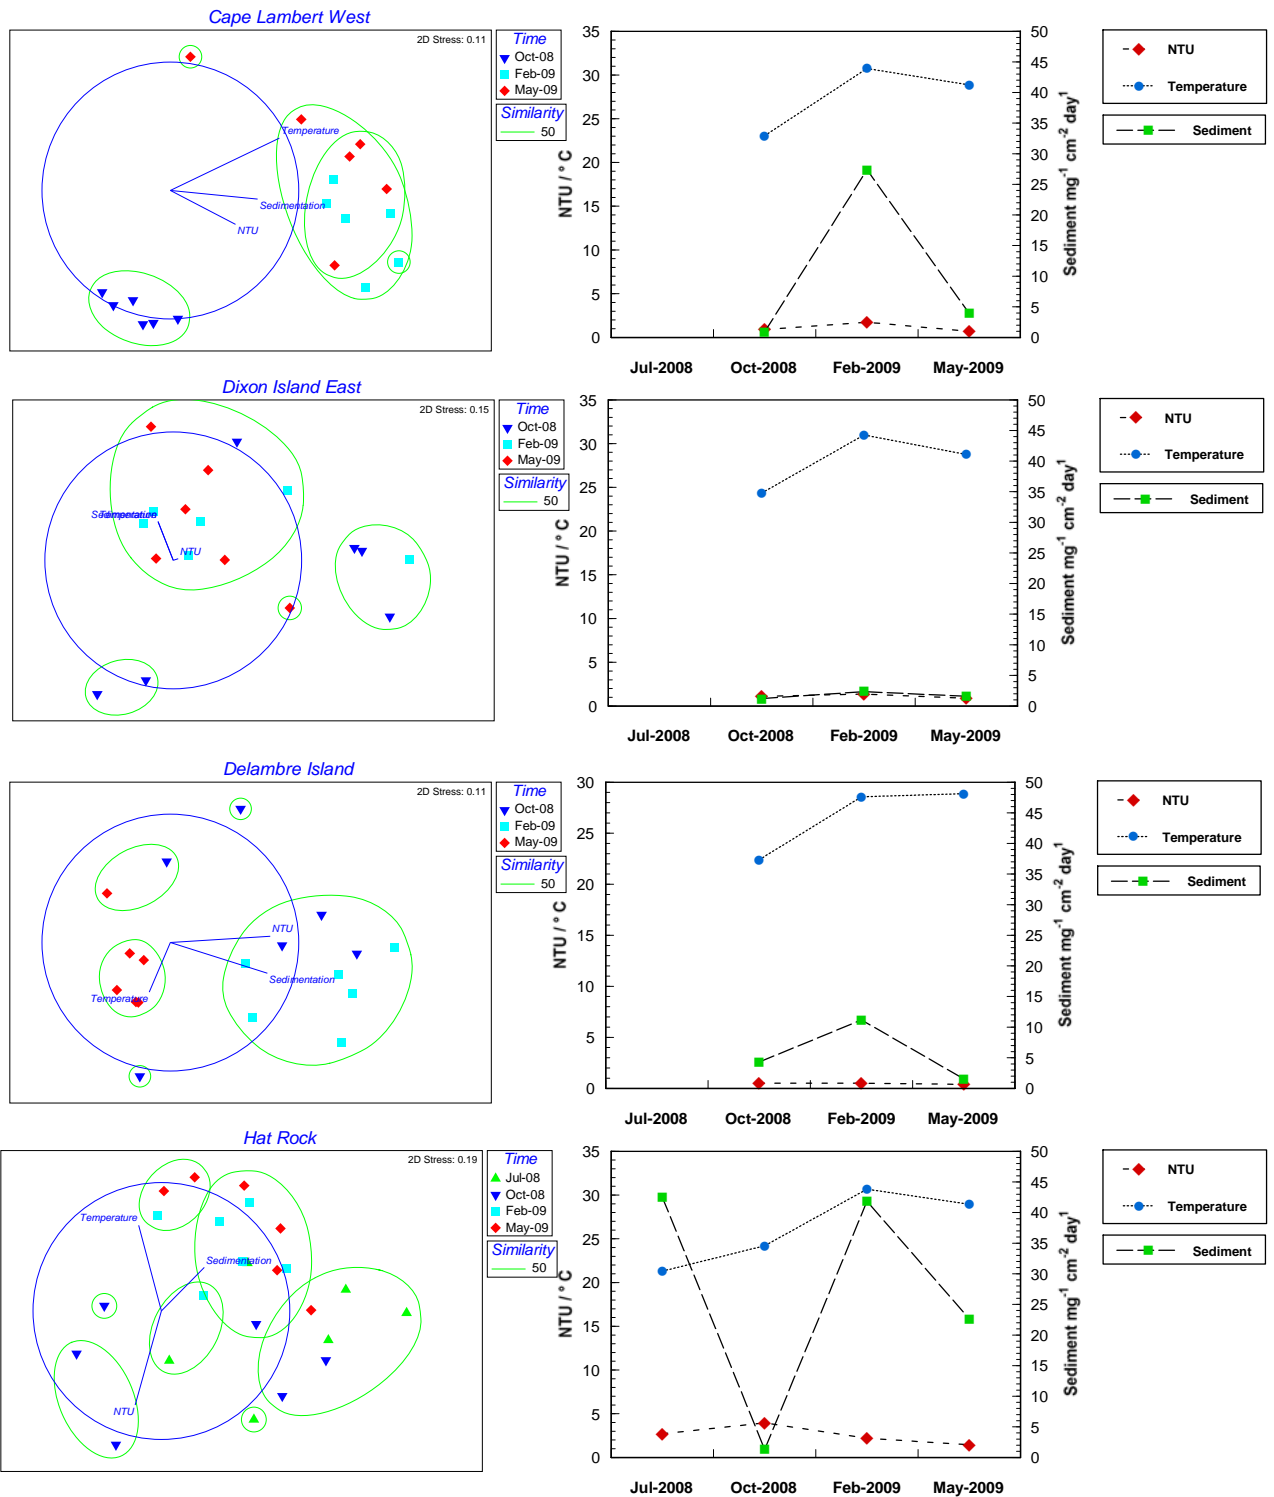 Cape Lambert West
2D Stress: 0.11
Time
Oct-08
Feb-09
May-09
Similarity
50
Temperature
Sedimentation
NTU
35
30
25
20
15
10
5
0
NTU / ° C
50
45
40
35
30
25
20
15
10
5
0
Sediment mg-1 cm-2 day1
Jul-2008 Oct-2008 Feb-2009 May-2009
NTU
Temperature
Sediment
Dixon Island East
2D Stress: 0.15
Time
Oct-08
Feb-09
May-09
Similarity
50
Sedimentation
Temperature
NTU
35
30
25
20
15
10
5
0
NTU / ° C
50
45
40
35
30
25
20
15
10
5
0
Sediment mg-1 cm-2 day1
Jul-2008 Oct-2008 Feb-2009 May-2009
NTU
Temperature
Sediment
Delambre Island
2D Stress: 0.11
Time
Oct-08
Feb-09
May-09
Similarity
50
NTU
Sedimentation
Temperature
30
25
20
15
10
5
0
NTU / ° C
50
45
40
35
30
25
20
15
10
5
0
Sediment mg-1 cm-2 day1
Jul-2008 Oct-2008 Feb-2009 May-2009
NTU
Temperature
Sediment
Hat Rock
2D Stress: 0.19
Time
Jul-08
Oct-08
Feb-09
May-09
Similarity
50
Temperature
Sedimentation
NTU
35
30
25
20
15
10
5
0
NTU / ° C
50
45
40
35
30
25
20
15
10
5
0
Sediment mg-1 cm-2 day1
Jul-2008 Oct-2008 Feb-2009 May-2009
NTU
Temperature
Sediment